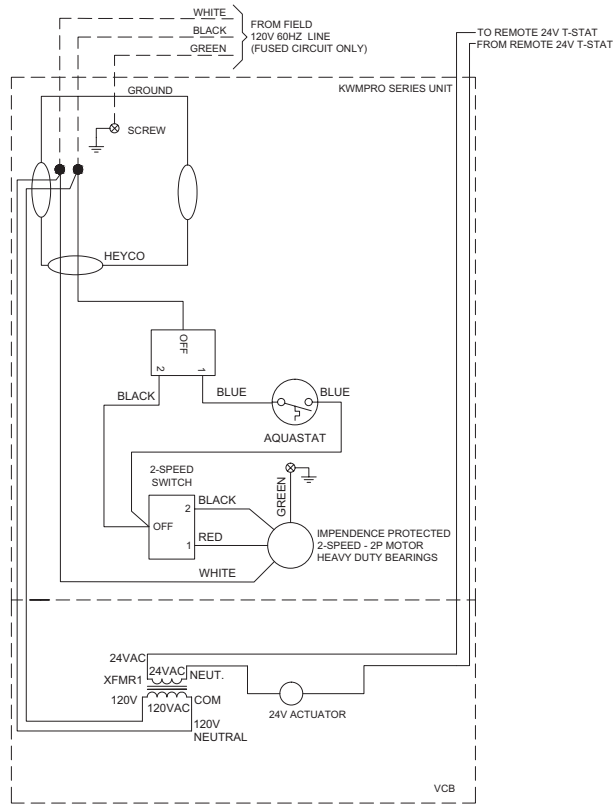 WHITE
BLACK
GREEN
FROM FIELD
120V 60HZ LINE
(FUSED CIRCUIT ONLY)
TO REMOTE 24V T-STAT
FROM REMOTE 24V T-STAT
GROUND
KWMPRO SERIES UNIT
SCREW
HEYCO
OFF
2
1
BLACK
BLUE
BLUE
AQUASTAT
2-SPEED
SWITCH
GREEN
BLACK
2
OFF
RED
1
IMPENDENCE PROTECTED
2-SPEED - 2P MOTOR
HEAVY DUTY BEARINGS
WHITE
24VAC
24VAC
NEUT.
XFMR1
120V
120VAC
COM
120V
NEUTRAL
24V ACTUATOR
VCB